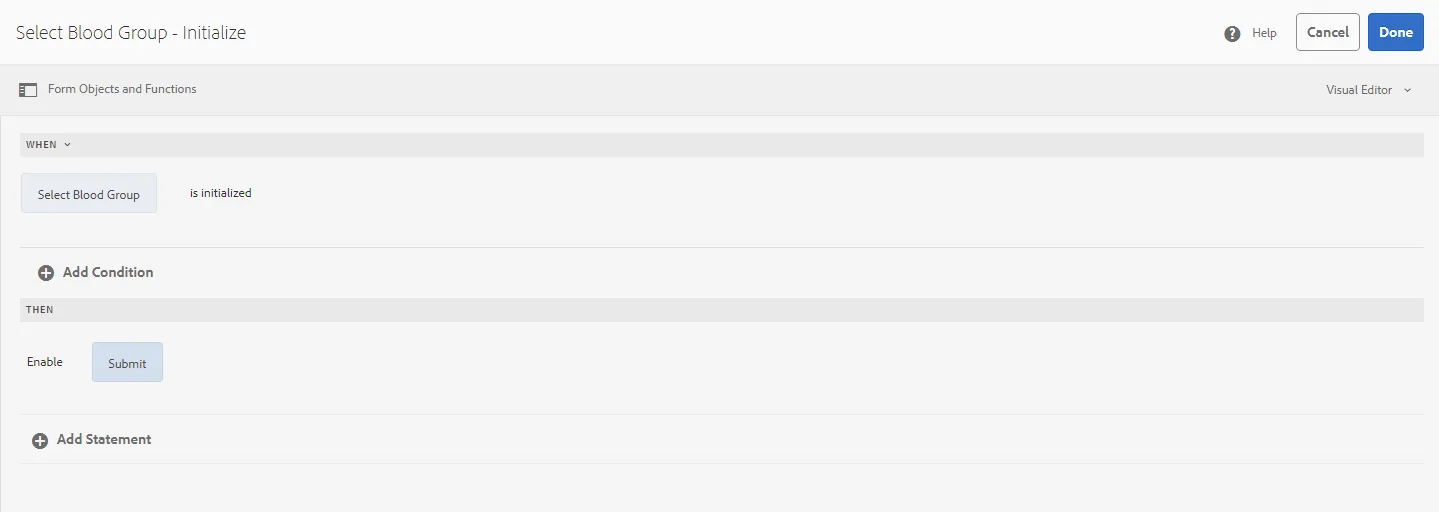 Select Blood Group - Initialize
Help
Cancel
Done
Form Objects and Functions
Visual Editor
WHEN
Select Blood Group
is initialized
Add Condition
THEN
Enable
Submit
Add Statement